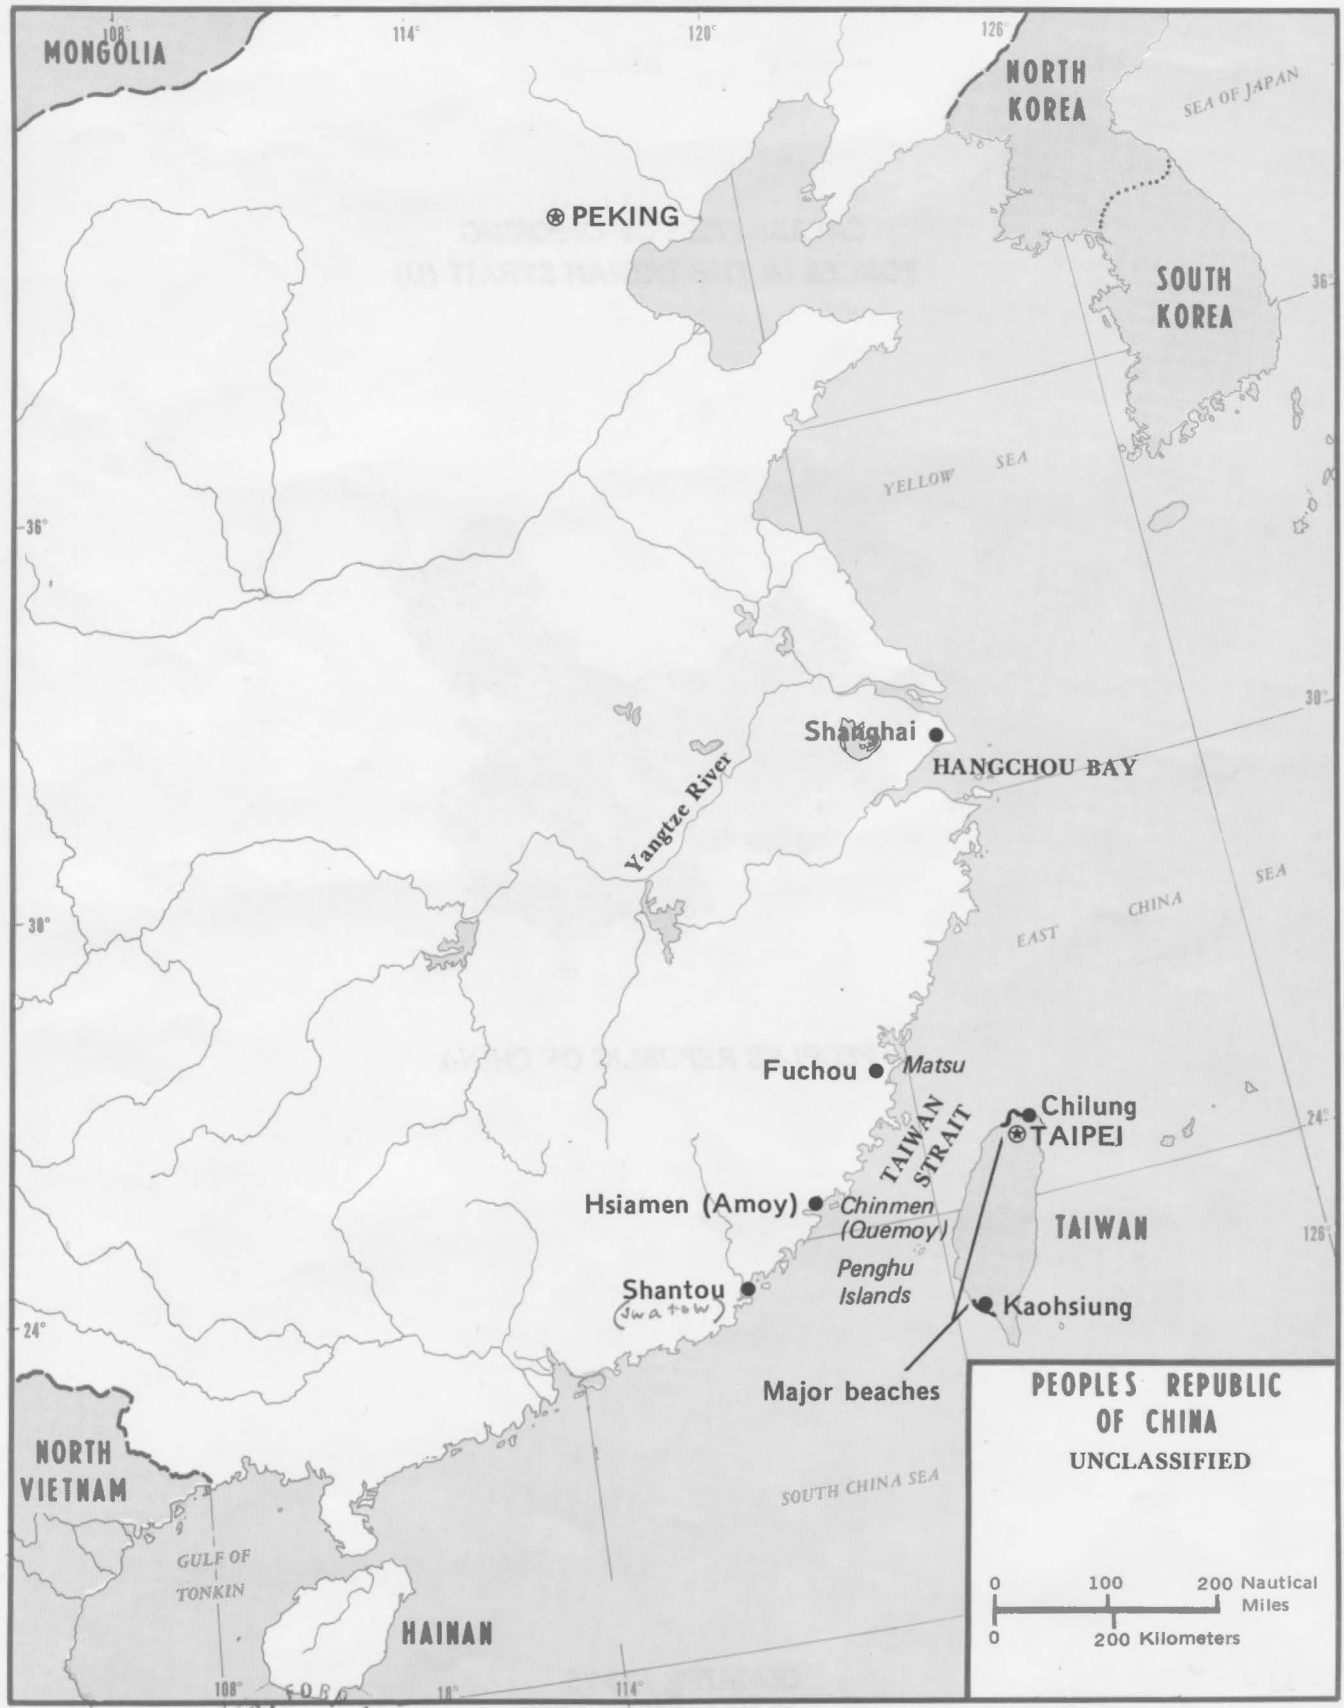 108°
114°
120°
126°
MONGOLIA
NORTH
KOREA
SEA OF JAPAN
PEKING
SOUTH
KOREA
36°
YELLOW SEA
36°
30°
Shanghai
HANGCHOU BAY
Yangtze River
30°
EAST CHINA SEA
Fuchou
Matsu
TAIWAN
STRAIT
Chilung
TAIPEI
24°
Hsiamen (Amoy)
Chinmen
(Quemoy)
TAIWAN
126°
Penghu
Islands
Shantou
(Swatow)
Kaohsiung
24°
Major beaches
PEOPLES REPUBLIC
OF CHINA
UNCLASSIFIED
NORTH
VIETNAM
SOUTH CHINA SEA
GULF OF
TONKIN
0 100 200 Nautical
Miles
0 200 Kilometers
HAINAN
108°
18°
114°